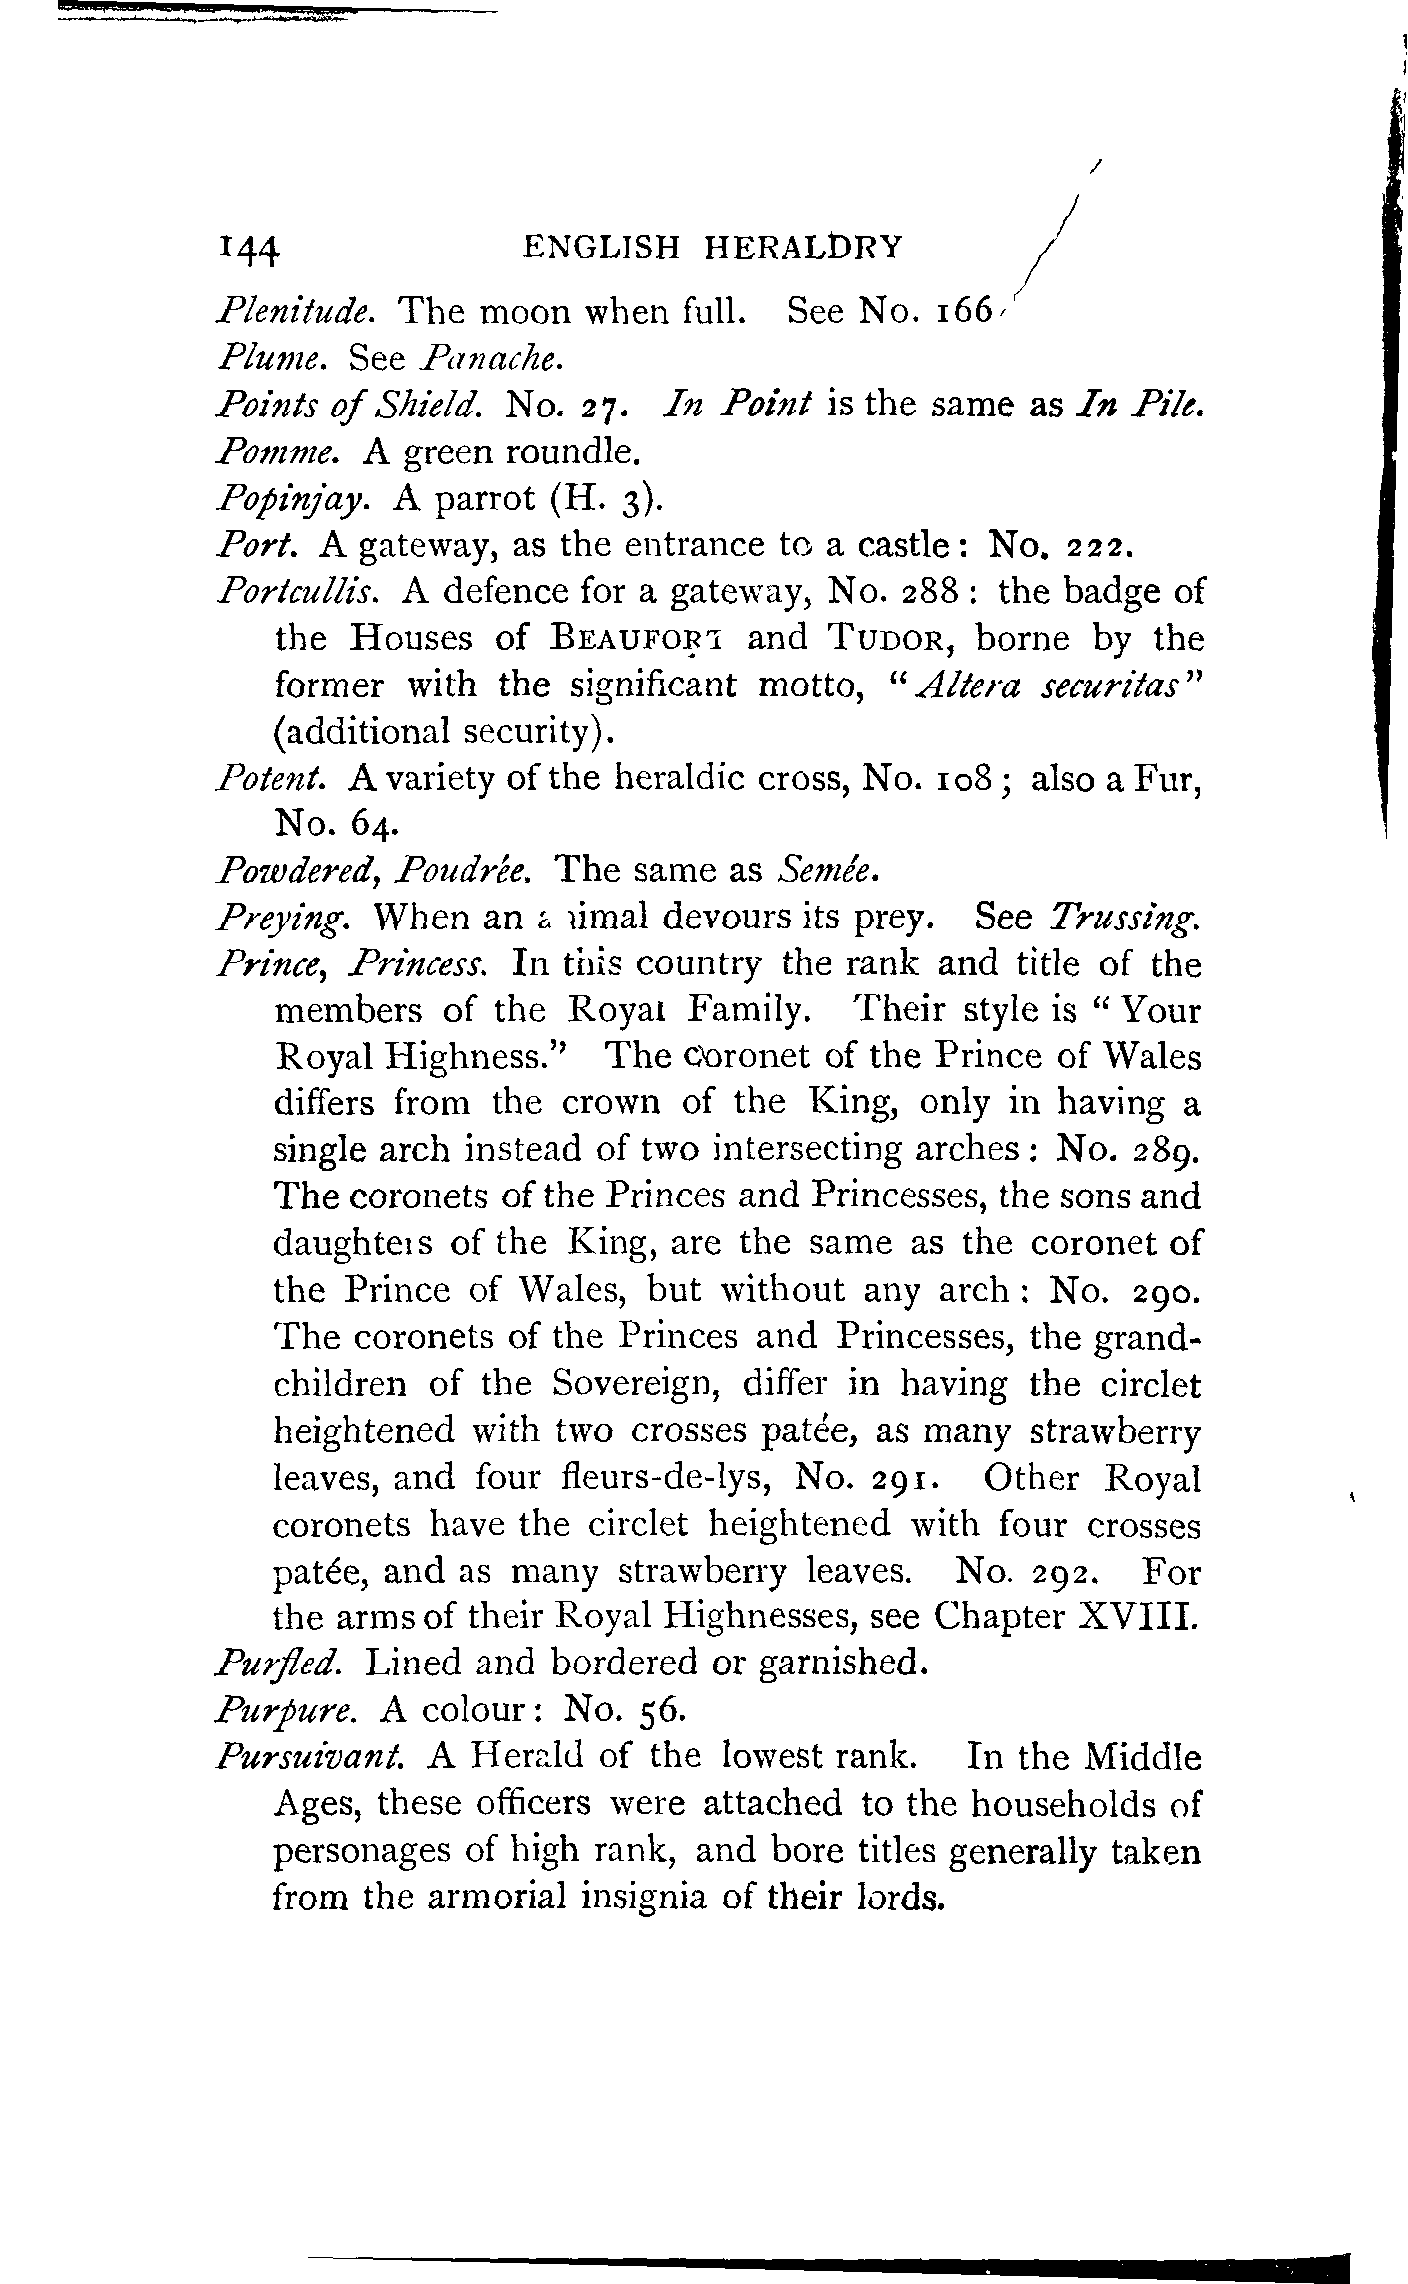 144 ENGLISH HERALDRY
Plenitude. The moon when full. See No. 166.
Plume. See Panache.
Points of Shield. No. 27. In Point is the same as In Pile.
Pomme. A green roundle.
Popinjay. A parrot (H. 3).
Port. A gateway, as the entrance to a castle: No. 222.
Portcullis. A defence for a gateway, No. 288: the badge of
the Houses of BEAUFORT and TUDOR, borne by the
former with the significant motto, "Altera securitas"
(additional security).
Potent. A variety of the heraldic cross, No. 108; also a Fur,
No. 64.
Powdered, Poudrée. The same as Semée.
Preying. When an animal devours its prey. See Trussing.
Prince, Princess. In this country the rank and title of the
members of the Royal Family. Their style is "Your
Royal Highness." The coronet of the Prince of Wales
differs from the crown of the King, only in having a
single arch instead of two intersecting arches: No. 289.
The coronets of the Princes and Princesses, the sons and
daughters of the King, are the same as the coronet of
the Prince of Wales, but without any arch: No. 290.
The coronets of the Princes and Princesses, the grand-
children of the Sovereign, differ in having the circlet
heightened with two crosses patée, as many strawberry
leaves, and four fleurs-de-lys, No. 291. Other Royal
coronets have the circlet heightened with four crosses
patée, and as many strawberry leaves. No. 292. For
the arms of their Royal Highnesses, see Chapter XVIII.
Purfled. Lined and bordered or garnished.
Purpure. A colour: No. 56.
Pursuivant. A Herald of the lowest rank. In the Middle
Ages, these officers were attached to the households of
personages of high rank, and bore titles generally taken
from the armorial insignia of their lords.